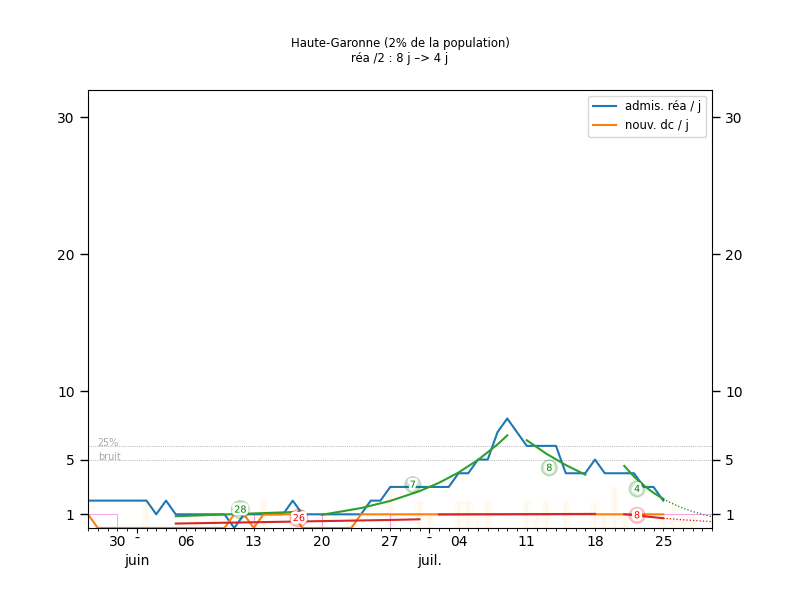 Haute-Garonne (2% de la population)
réa /2 : 8 j –> 4 j
admis. réa / j
nouv. dc / j
30 30
20 20
10 10
25%
bruit
5 5
1 1
28
26
7
8
4
8
30 - 06 13 20 27 - 04 11 18 25
juin juil.